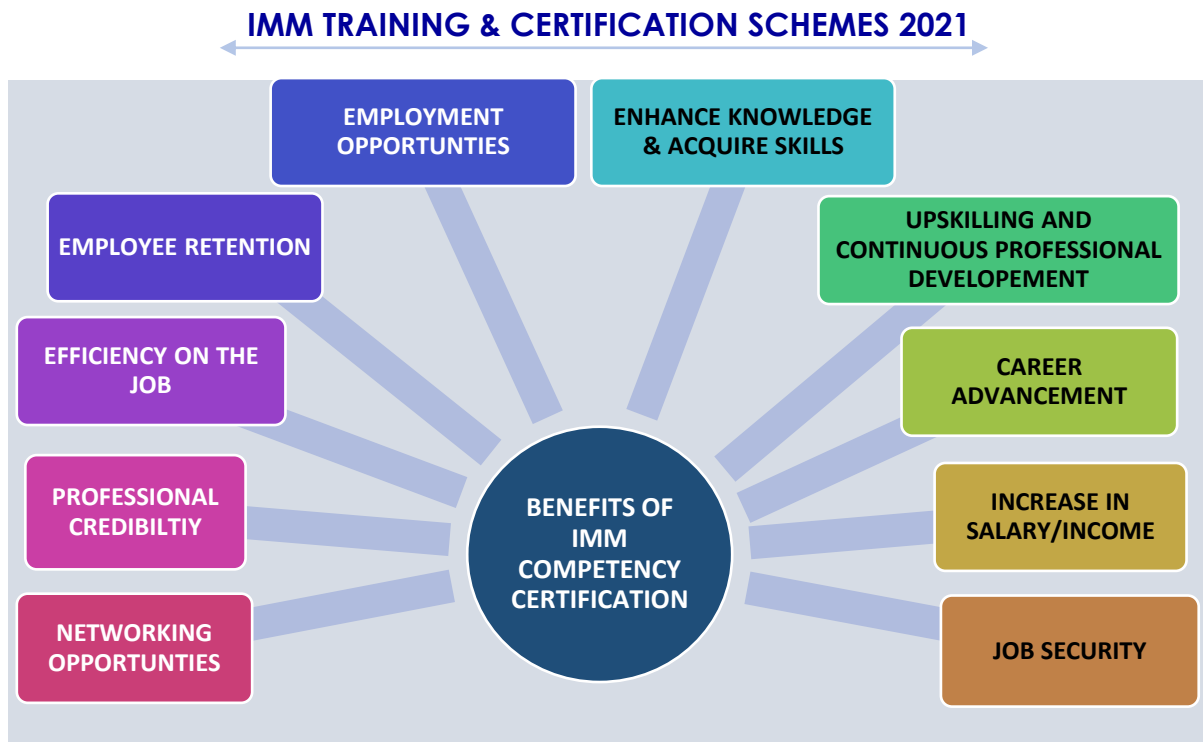 IMM TRAINING & CERTIFICATION SCHEMES 2021
EMPLOYMENT
OPPORTUNTIES
ENHANCE KNOWLEDGE
& ACQUIRE SKILLS
EMPLOYEE RETENTION
UPSKILLING AND
CONTINUOUS PROFESSIONAL
DEVELOPEMENT
EFFICIENCY ON THE
JOB
CAREER
ADVANCEMENT
PROFESSIONAL
CREDIBILTIY
INCREASE IN
SALARY/INCOME
NETWORKING
OPPORTUNTIES
JOB SECURITY
BENEFITS OF
IMM
COMPETENCY
CERTIFICATION